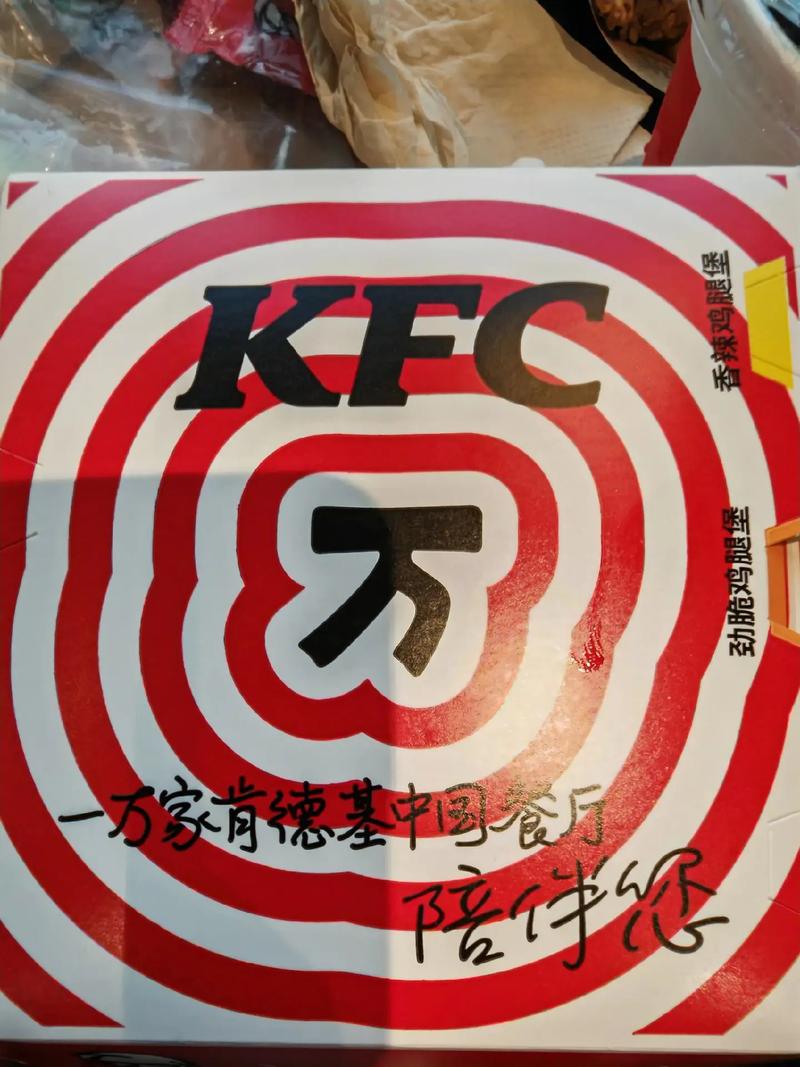 KFC
万
一万家肯德基中国餐厅
陪伴您
香辣鸡腿堡
劲脆鸡腿堡